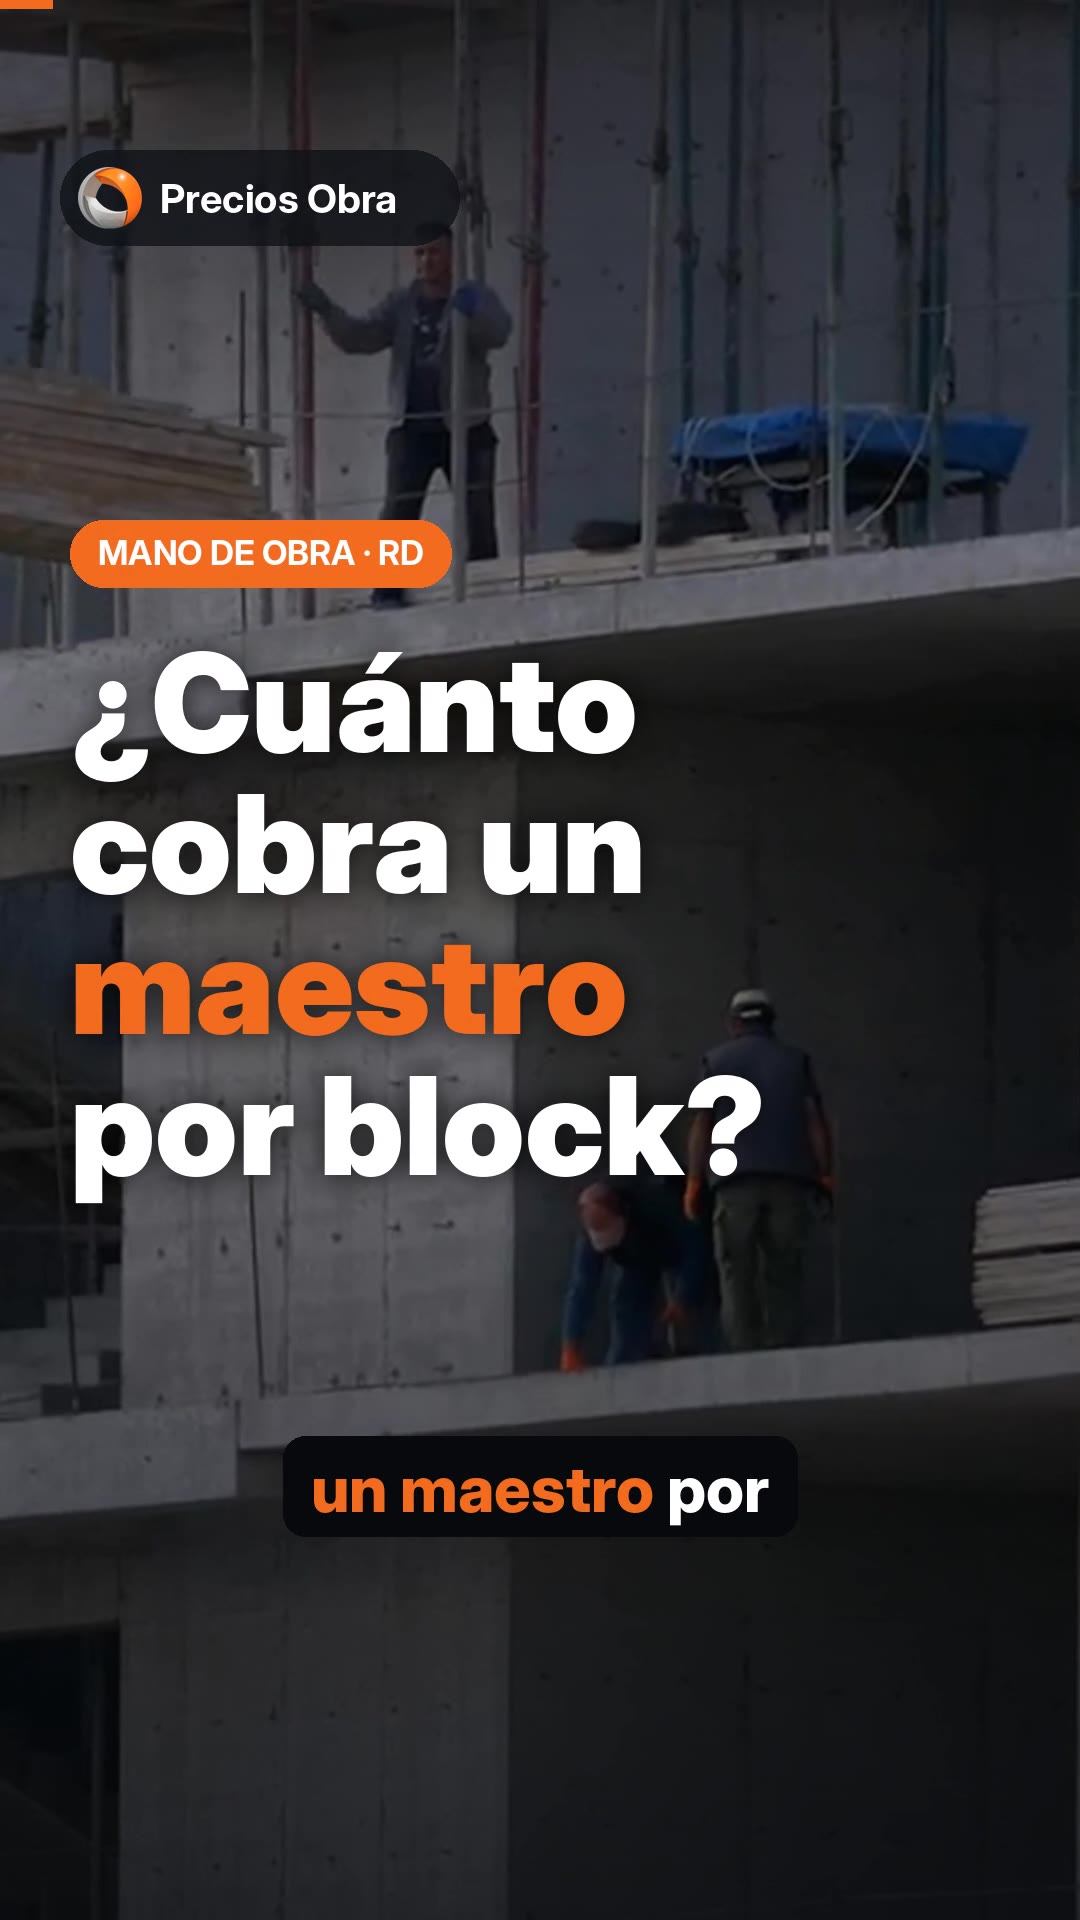 Precios Obra
MANO DE OBRA · RD
¿Cuánto
cobra un
maestro
por block?
un maestro por